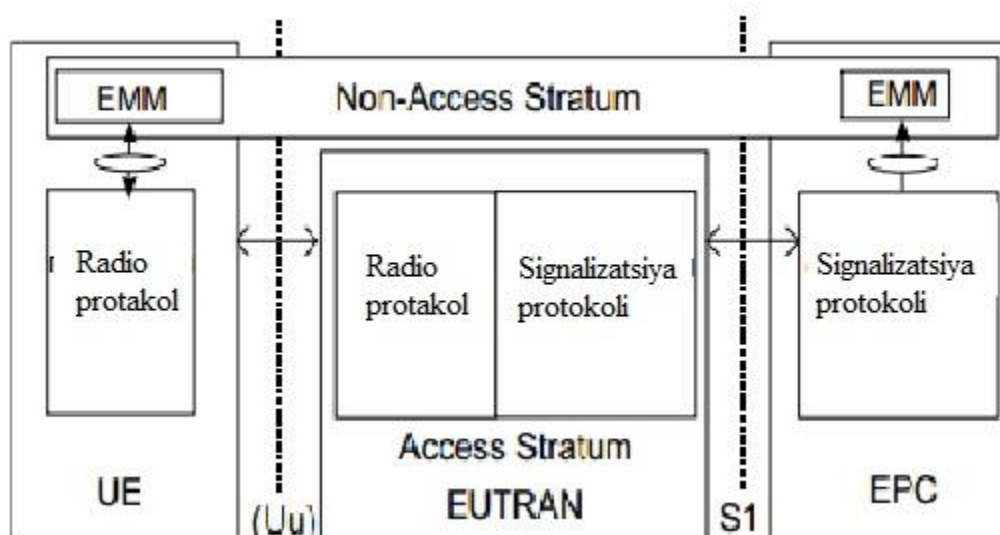 EMM
Non-Access Stratum
EMM
Radio
protakol
Radio
protakol
Signalizatsiya
protokoli
Signalizatsiya
protokoli
Access Stratum
UE
(Uu)
EUTRAN
S1
EPC